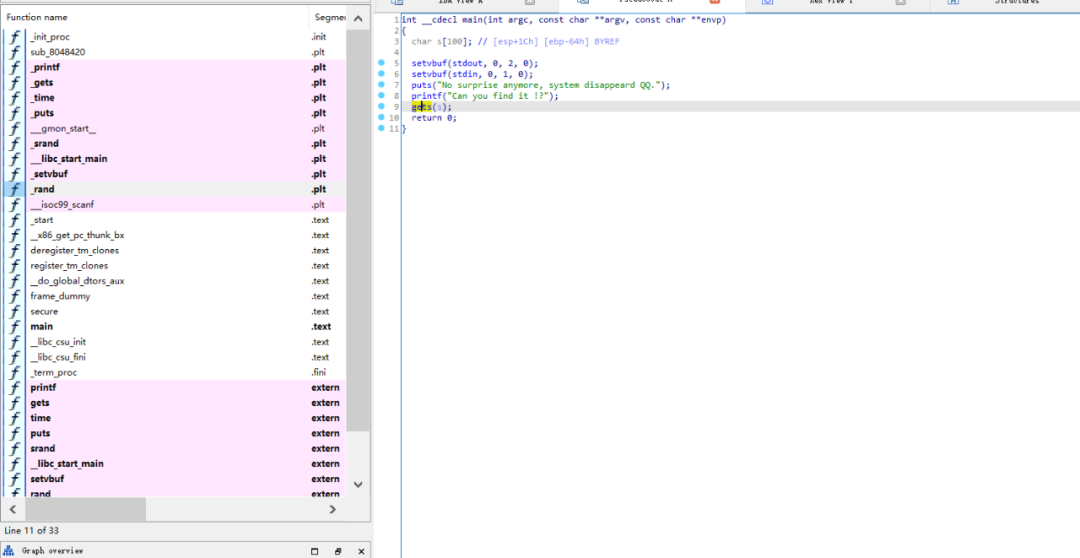 Function name Segmen
_init_proc .init
sub_8048420 .plt
_printf .plt
_gets .plt
_time .plt
_puts .plt
__gmon_start__ .plt
_srand .plt
__libc_start_main .plt
_setvbuf .plt
_rand .plt
__isoc99_scanf .plt
_start .text
__x86_get_pc_thunk_bx .text
deregister_tm_clones .text
register_tm_clones .text
__do_global_dtors_aux .text
frame_dummy .text
secure .text
main .text
__libc_csu_init .text
__libc_csu_fini .text
_term_proc .fini
printf extern
gets extern
time extern
puts extern
srand extern
__libc_start_main extern
setvbuf extern
rand extern
Line 11 of 33
Graph overview
1 int __cdecl main(int argc, const char **argv, const char **envp)
2 {
3 char s[100]; // [esp+1Ch] [ebp-64h] BYREF
4
5 setvbuf(stdout, 0, 2, 0);
6 setvbuf(stdin, 0, 1, 0);
7 puts("No surprise anymore, system disappeard QQ.");
8 printf("Can you find it !?");
9 gets(s);
10 return 0;
11 }